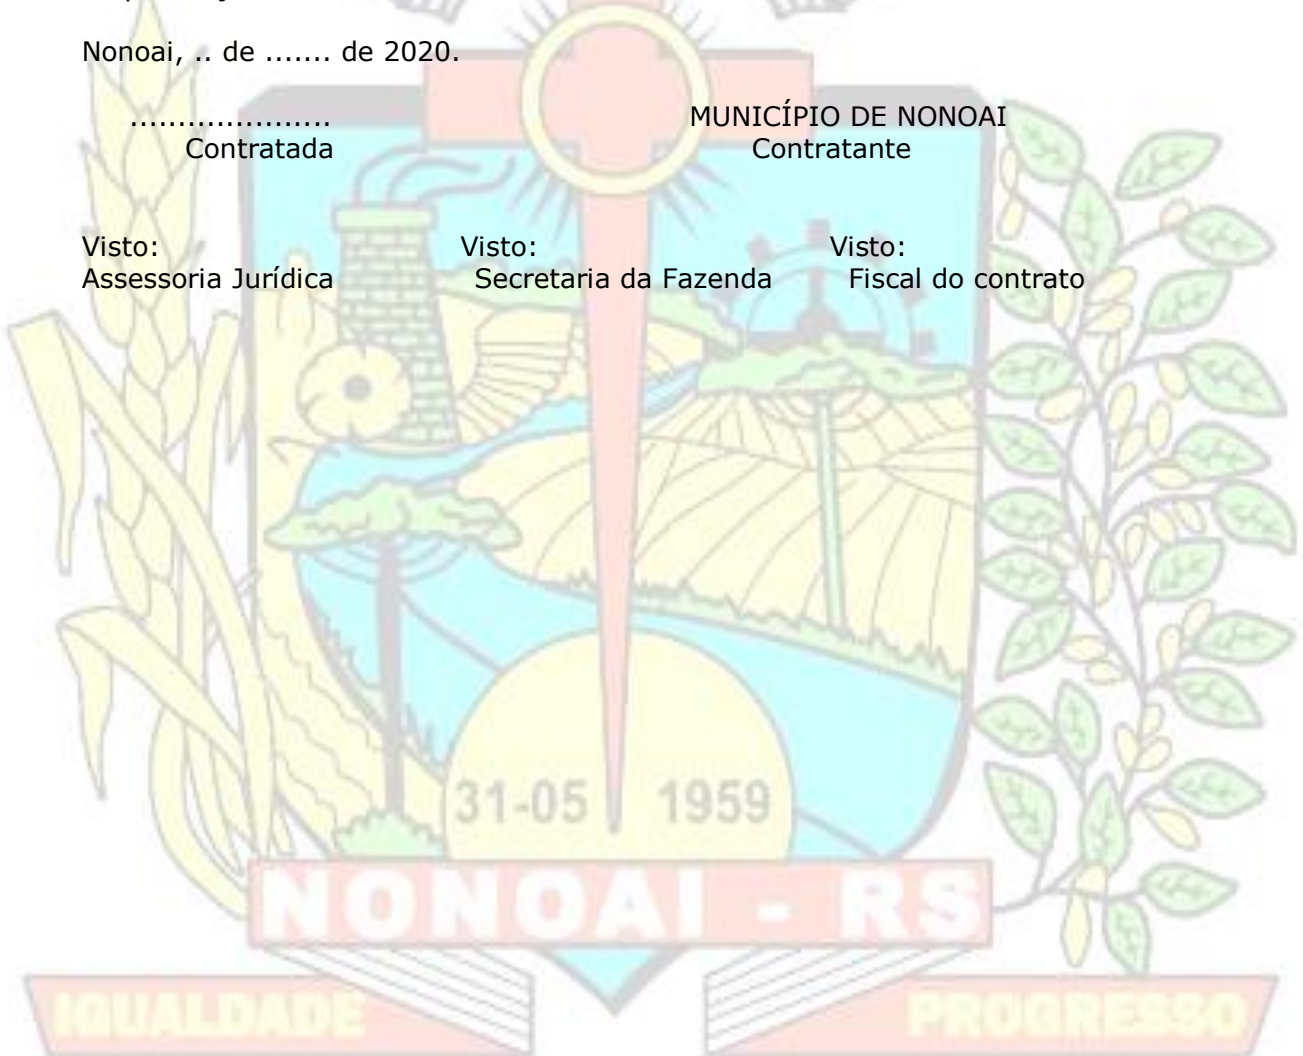 Nonoai, .. de ....... de 2020.
..................... MUNICÍPIO DE NONOAI
Contratada Contratante
Visto: Visto: Visto:
Assessoria Jurídica Secretaria da Fazenda Fiscal do contrato
31-05 1959
NONOAI - RS
IGUALDADE PROGRESSO